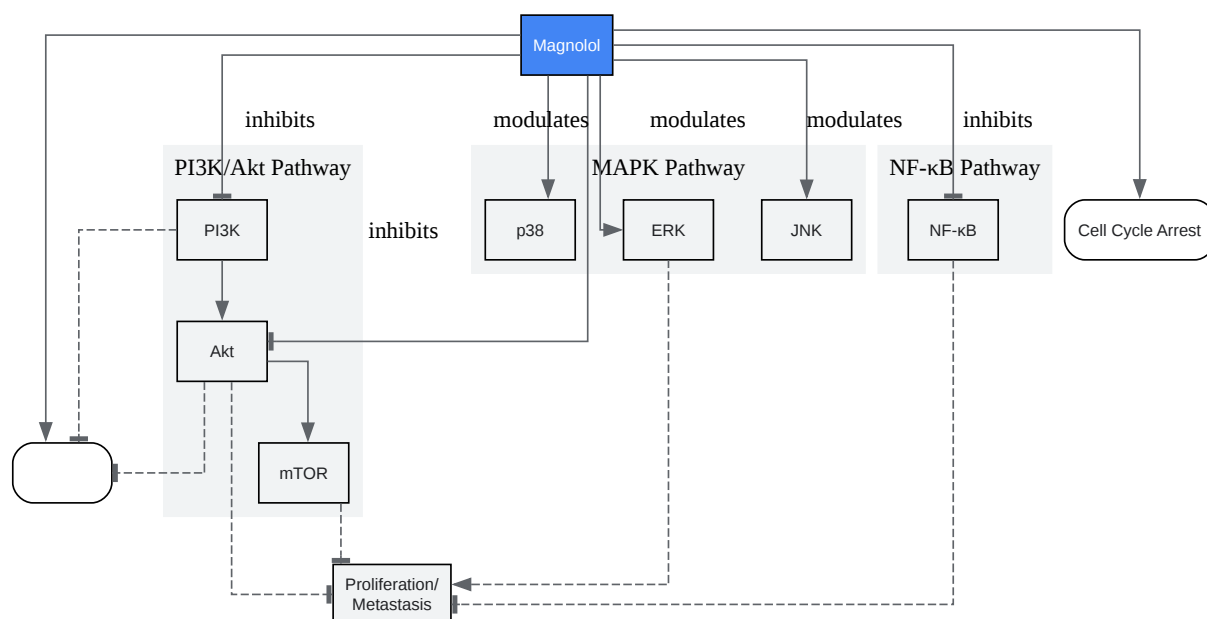 Magnolol
inhibits
modulates
modulates
modulates
inhibits
PI3K/Akt Pathway
MAPK Pathway
NF-κB Pathway
PI3K
inhibits
p38
ERK
JNK
NF-κB
Cell Cycle Arrest
Akt
mTOR
Proliferation/
Metastasis